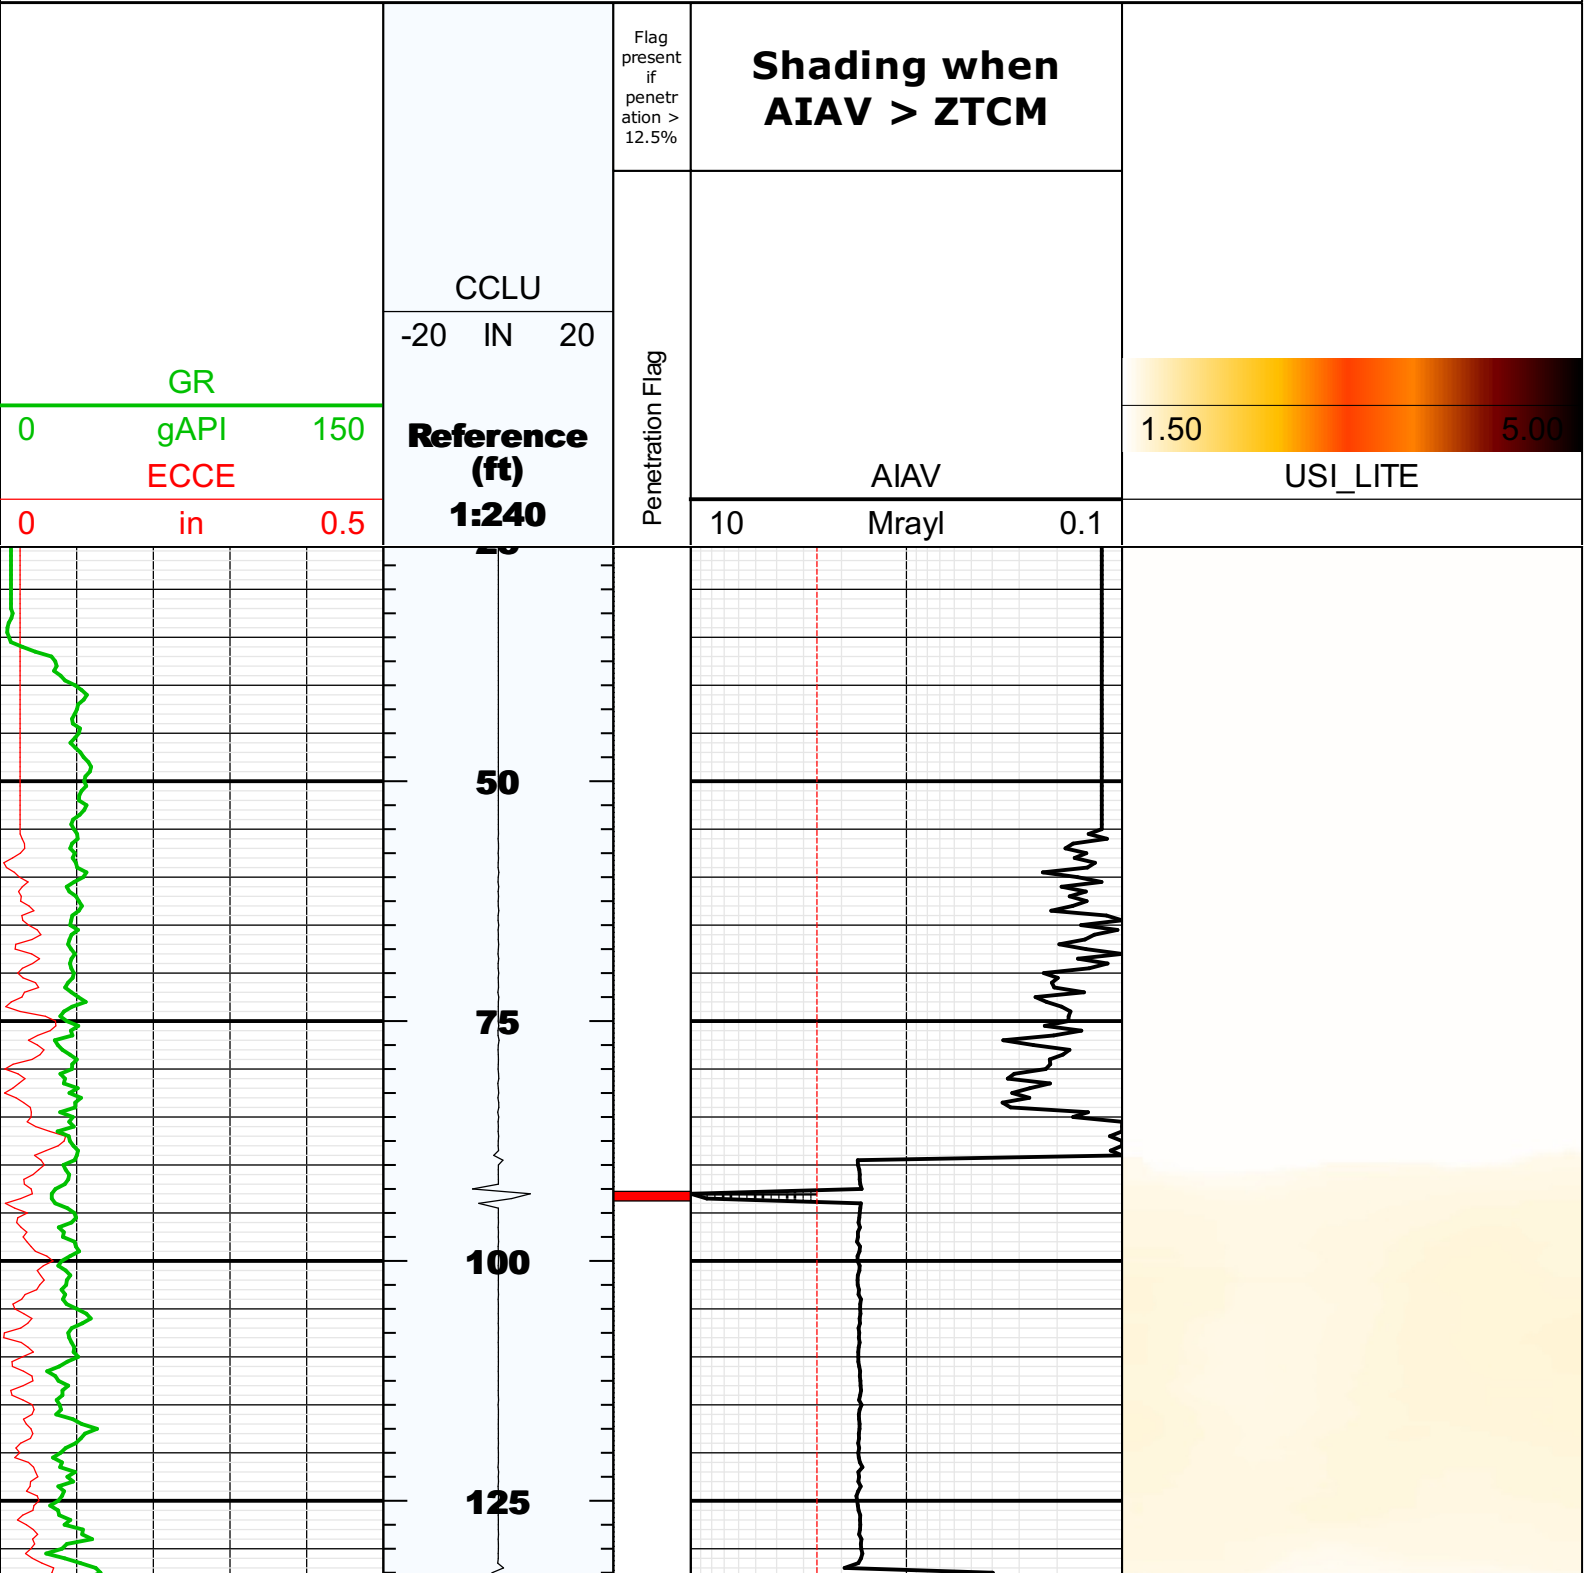 Flag
present
if
penetr
ation >
12.5%
Shading when
AIAV > ZTCM
CCLU
-20 IN 20
GR
0 gAPI 150
ECCE
0 in 0.5
Reference
(ft)
1:240
Penetration Flag
AIAV
10 Mrayl 0.1
1.50 5.00
USI_LITE
50
75
100
125